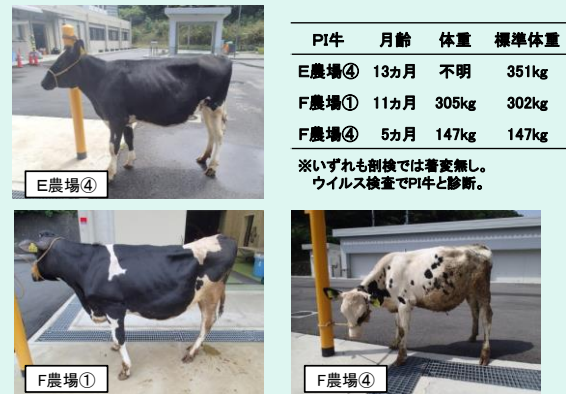 PI牛 月齢 体重 標準体重
E農場④ 13ヵ月 不明 351kg
F農場① 11ヵ月 305kg 302kg
F農場④ 5ヵ月 147kg 147kg
※いずれも剖検では著変無し。
ウイルス検査でPI牛と診断。
E農場④
F農場①
F農場④